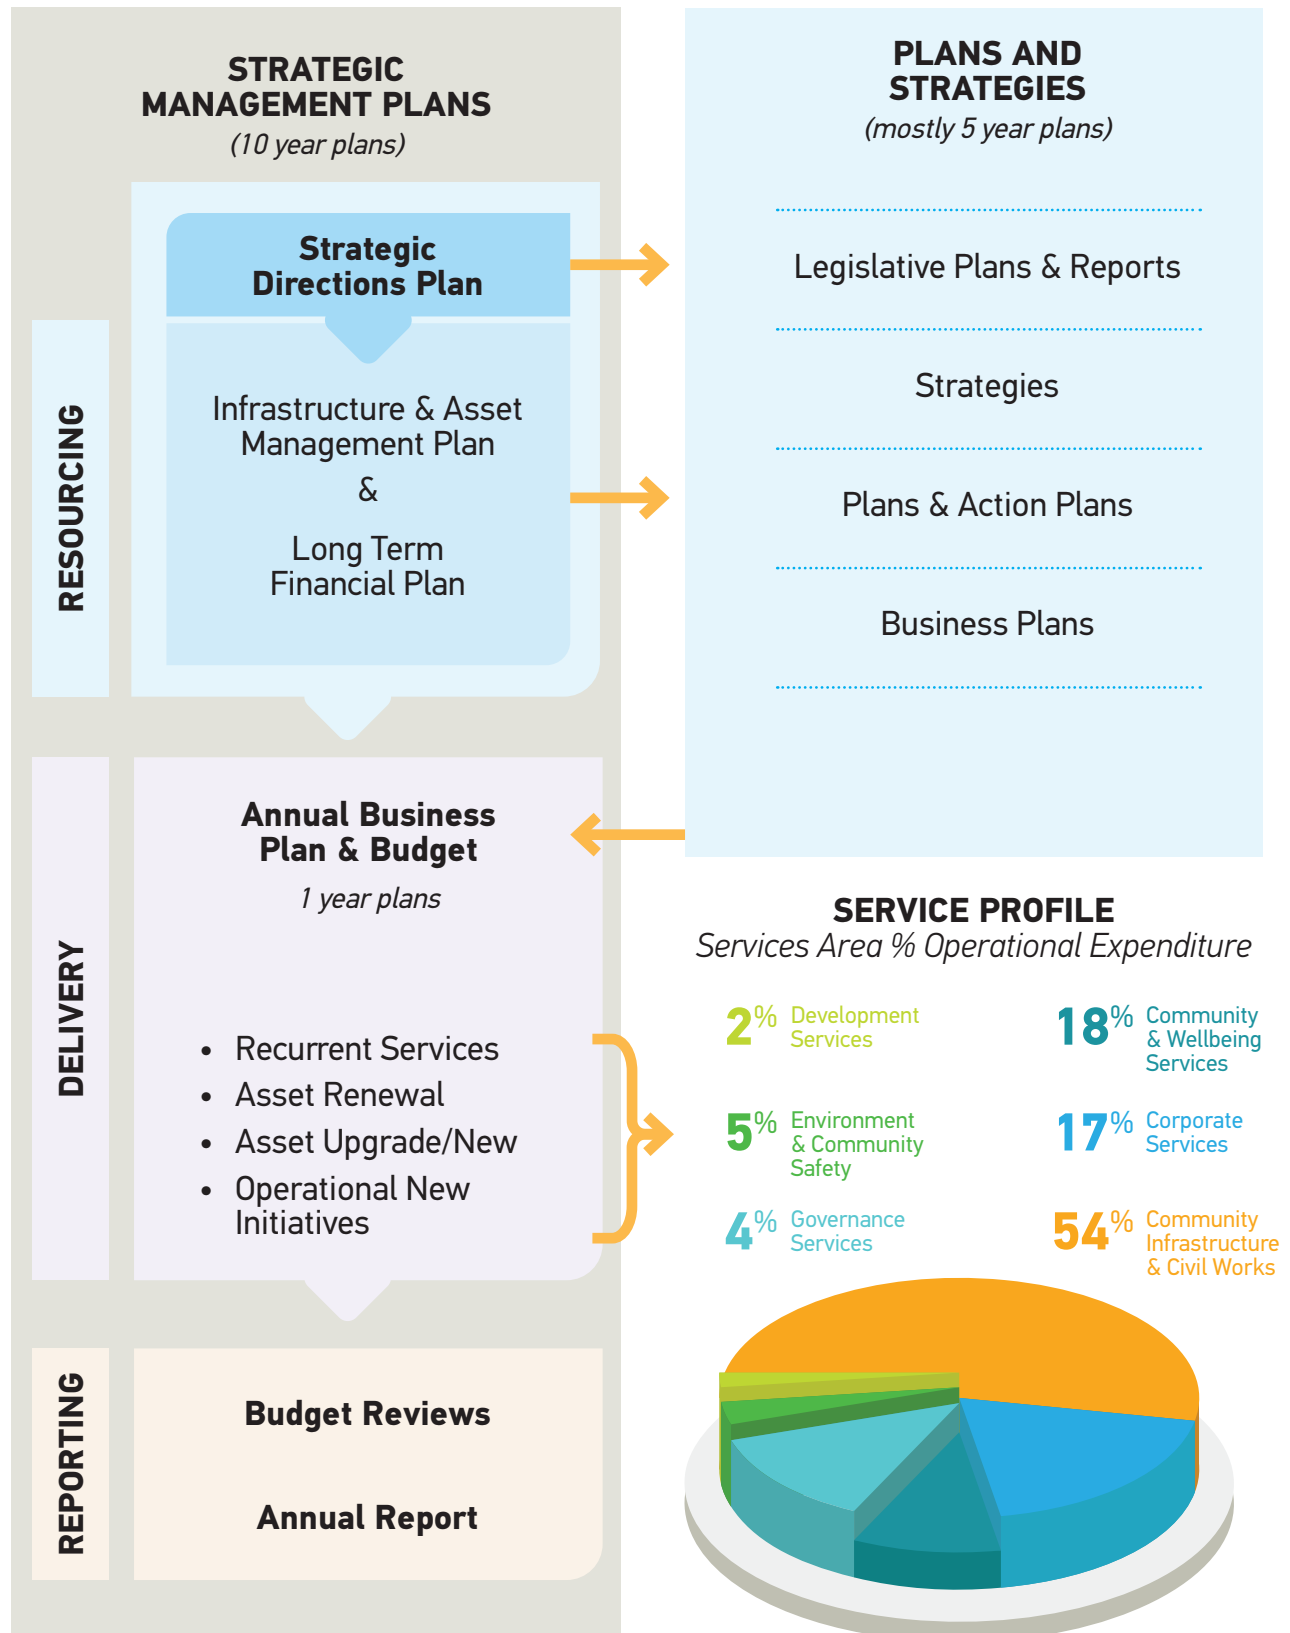 STRATEGIC
MANAGEMENT PLANS
(10 year plans)
Strategic
Directions Plan
RESOURCING
Infrastructure & Asset
Management Plan
&
Long Term
Financial Plan
DELIVERY
Annual Business
Plan & Budget
1 year plans
• Recurrent Services
• Asset Renewal
• Asset Upgrade/New
• Operational New
Initiatives
REPORTING
Budget Reviews
Annual Report
PLANS AND
STRATEGIES
(mostly 5 year plans)
Legislative Plans & Reports
Strategies
Plans & Action Plans
Business Plans
SERVICE PROFILE
Services Area % Operational Expenditure
2% Development
Services
18% Community
& Wellbeing
Services
5% Environment
& Community
Safety
17% Corporate
Services
4% Governance
Services
54% Community
Infrastructure
& Civil Works